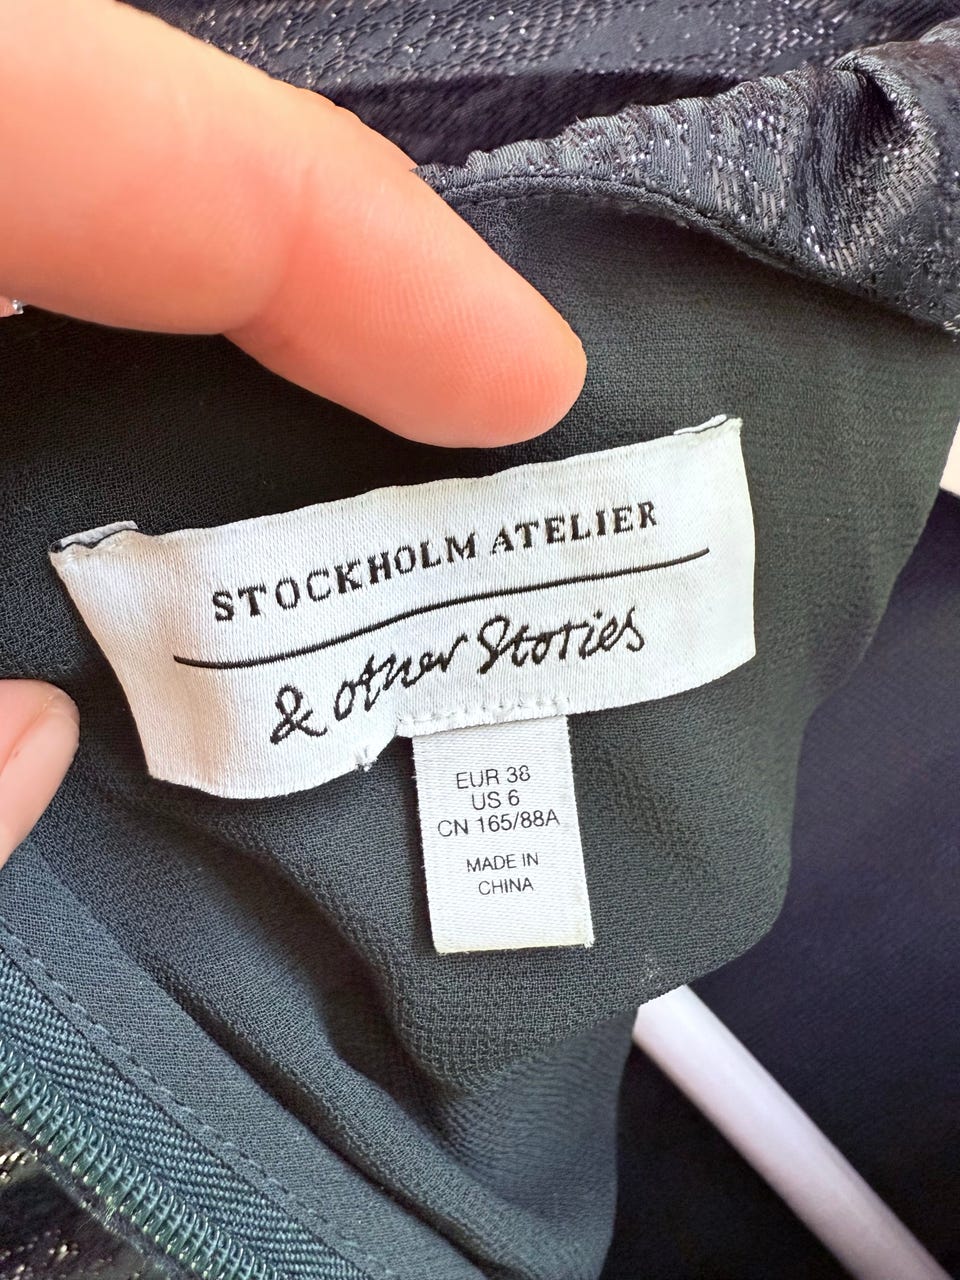 STOCKHOLM ATELIER
& other Stories
EUR 38
US 6
CN 165/88A
MADE IN
CHINA